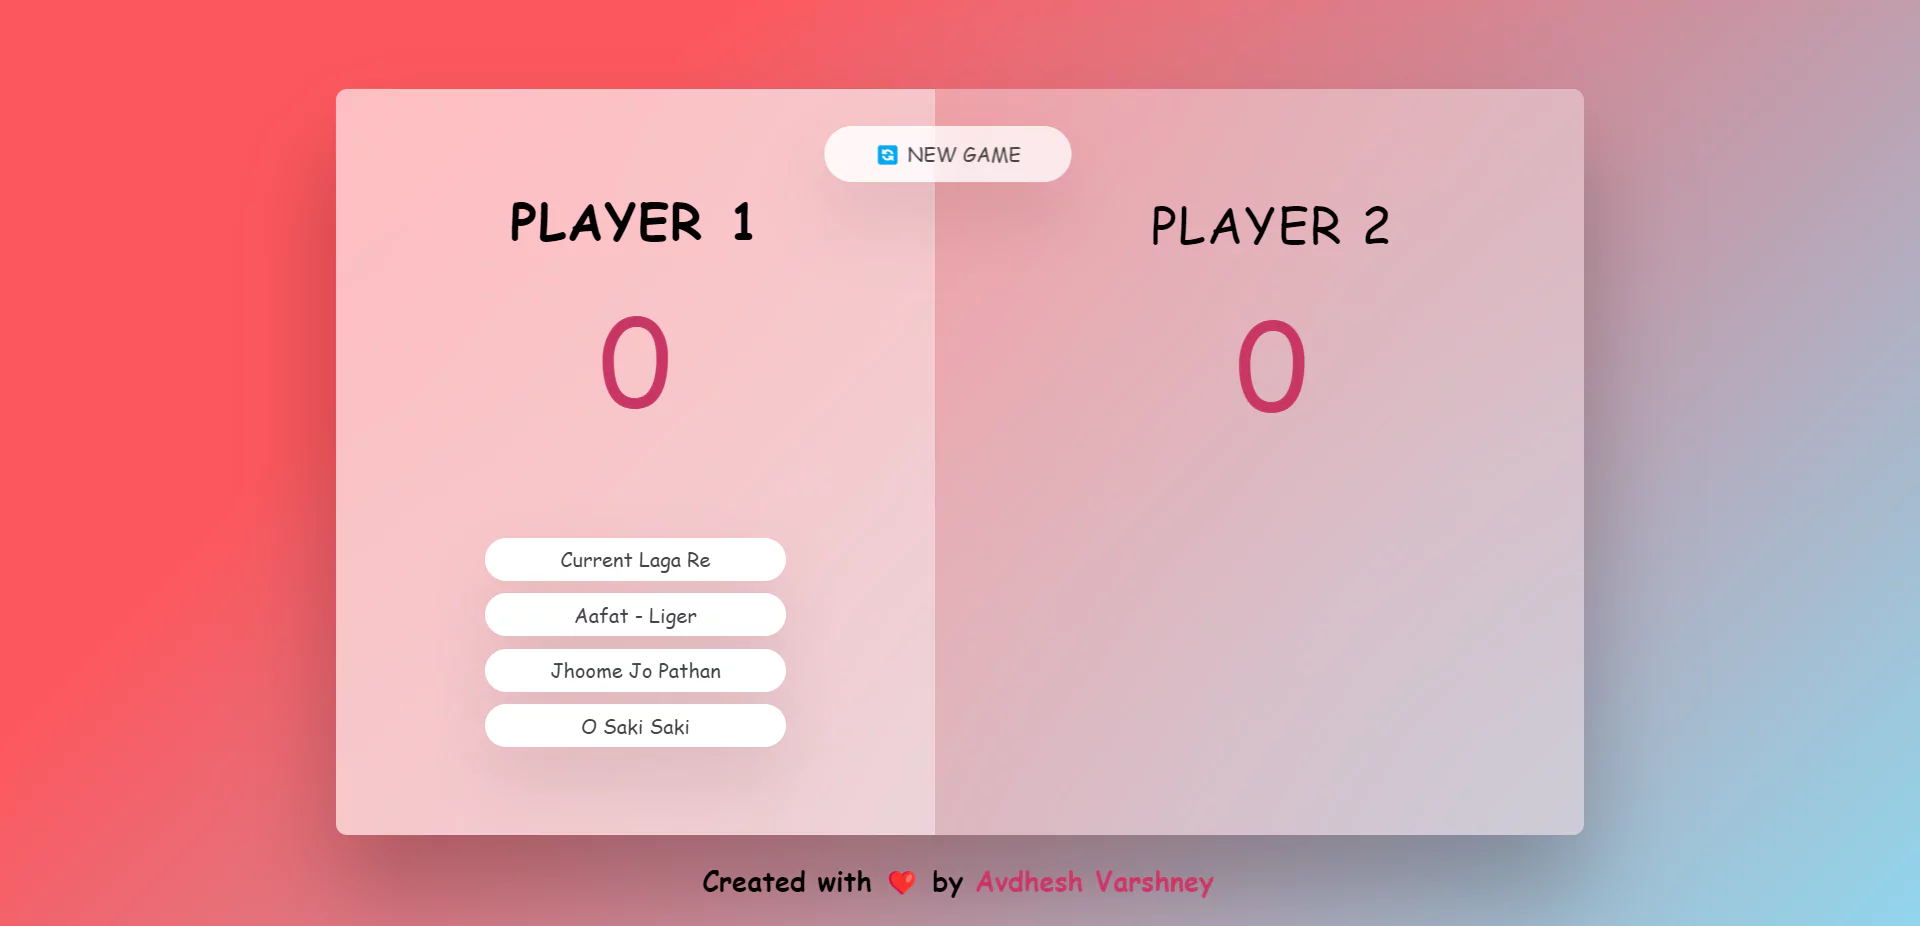 🔄 NEW GAME
PLAYER 1
0
Current Laga Re
Aafat - Liger
Jhoome Jo Pathan
O Saki Saki
PLAYER 2
0
Created with ❤️ by Avdhesh Varshney